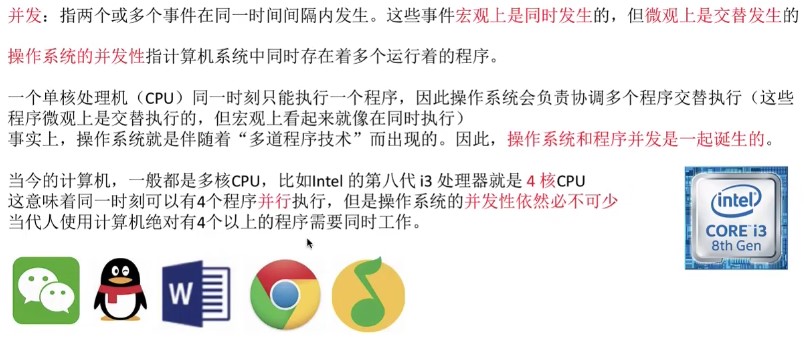 并发：指两个或多个事件在同一时间间隔内发生。这些事件宏观上是同时发生的，但微观上是交替发生的
操作系统的并发性指计算机系统中同时存在着多个运行着的程序。
一个单核处理机（CPU）同一时刻只能执行一个程序，因此操作系统会负责协调多个程序交替执行（这些
程序微观上是交替执行的，但宏观上看起来就像在同时执行）
事实上，操作系统就是伴随着“多道程序技术”而出现的。因此，操作系统和程序并发是一起诞生的。
当今的计算机，一般都是多核CPU，比如Intel 的第八代 i3 处理器就是 4 核CPU
这意味着同一时刻可以有4个程序并行执行，但是操作系统的并发性依然必不可少
当代人使用计算机绝对有4个以上的程序需要同时工作。
intel
CORE i3
8th Gen
W